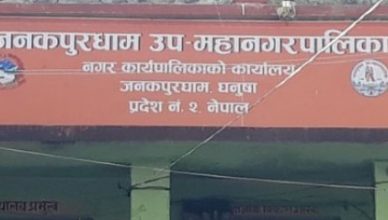 जनकपुरधाम उप-महानगरपालिका
नगर कार्यपालिकाको कार्यालय
जनकपुरधाम, धनुषा
प्रदेश नं. २, नेपाल